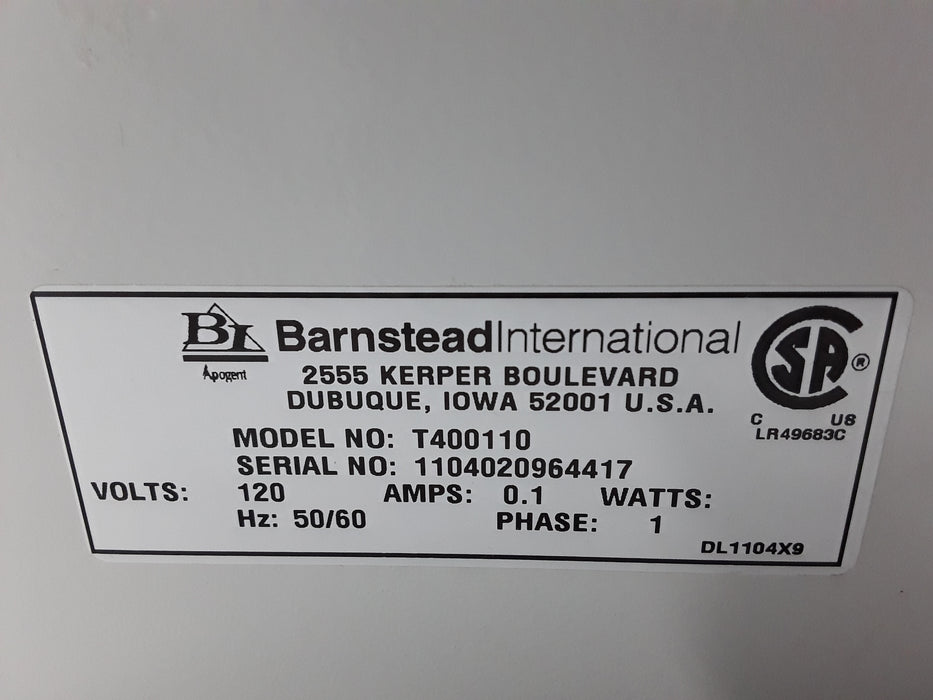 BI BarnsteadInternational
Apogent
2555 KERPER BOULEVARD
DUBUQUE, IOWA 52001 U.S.A.
CSA®
C US
LR49683C
MODEL NO: T400110
SERIAL NO: 1104020964417
VOLTS: 120 AMPS: 0.1 WATTS:
Hz: 50/60 PHASE: 1
DL1104X9